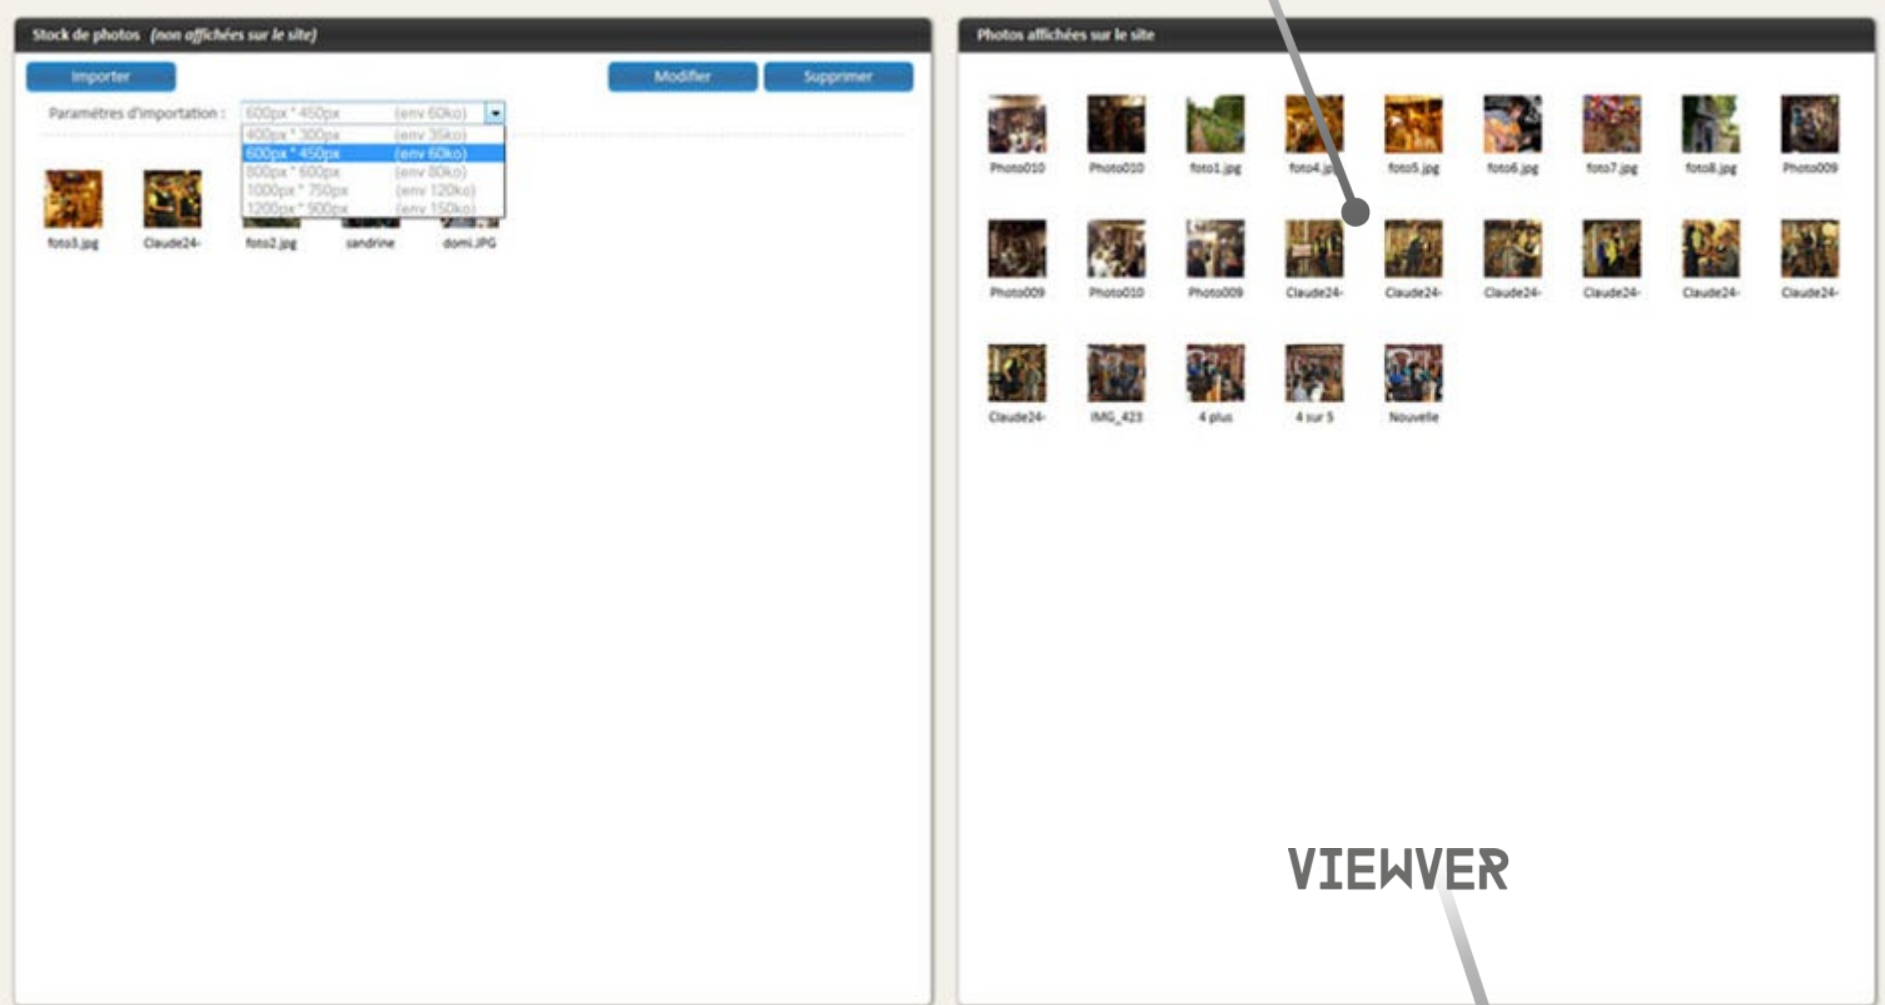 Stock de photos (non affichées sur le site)
Importer
Modifier
Supprimer
Paramètres d'importation :
600px * 450px (env 60ko)
400px * 300px (env 35ko)
600px * 450px (env 60ko)
800px * 600px (env 80ko)
1000px * 750px (env 120ko)
1200px * 900px (env 150ko)
foto3.jpg Claude24- foto2.jpg sandrine domi.JPG
Photos affichées sur le site
Photo010 Photo010 foto1.jpg foto4.jpg foto5.jpg foto6.jpg foto7.jpg foto8.jpg Photo009
Photo009 Photo010 Photo009 Claude24- Claude24- Claude24- Claude24- Claude24- Claude24-
Claude24- IMG_423 4 plus 4 sur 5 Nouvelle
VIEWVER